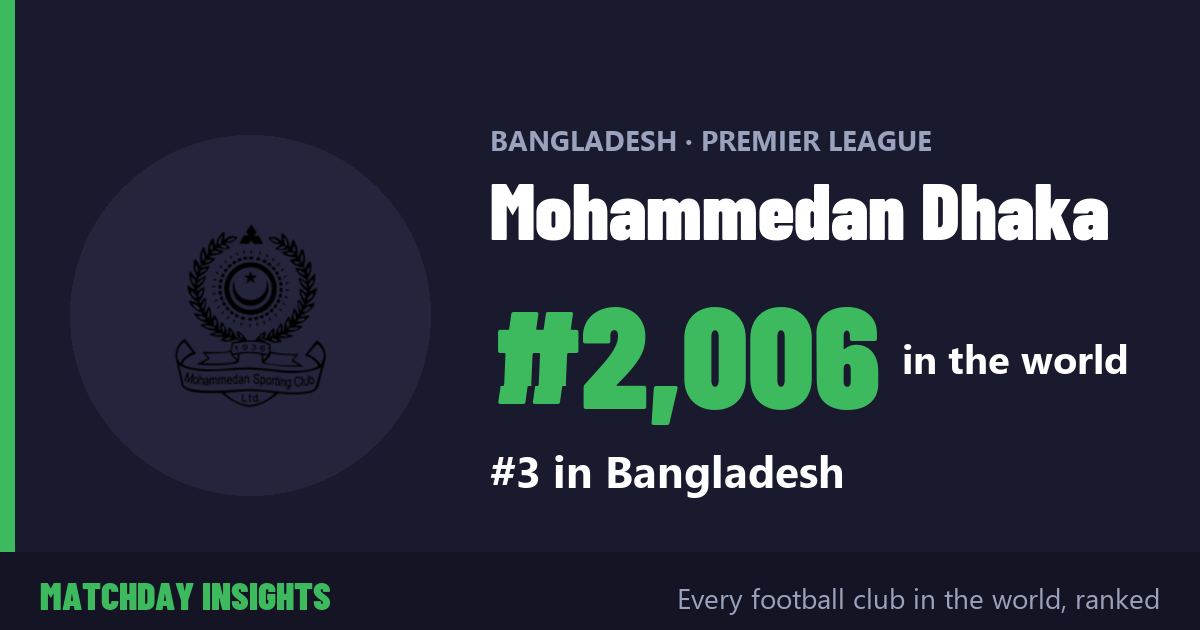 BANGLADESH · PREMIER LEAGUE
Mohammedan Dhaka
#2,006 in the world
#3 in Bangladesh
1936
Mohammedan Sporting Club
Ltd.
MATCHDAY INSIGHTS
Every football club in the world, ranked